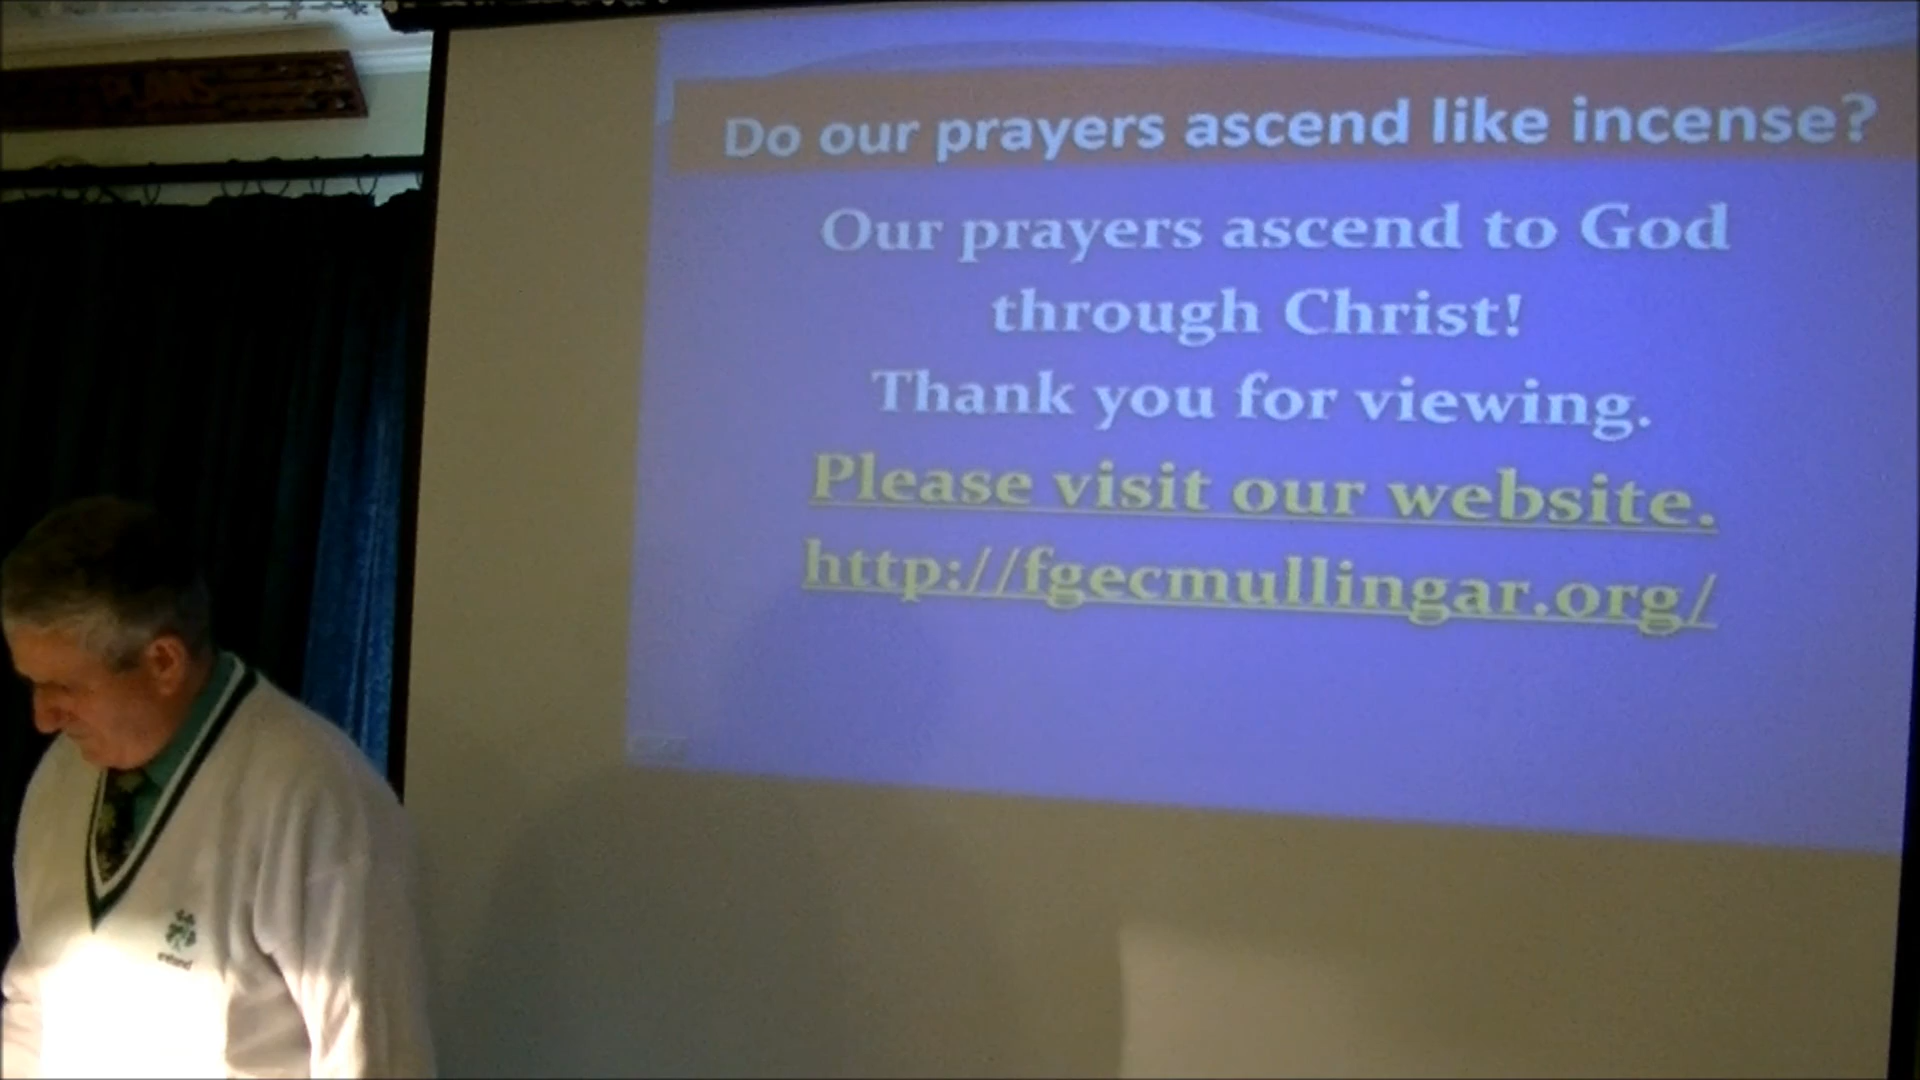 Do our prayers ascend like incense?
Our prayers ascend to God
through Christ!
Thank you for viewing.
Please visit our website.
http://fgecmullingar.org/
Ireland